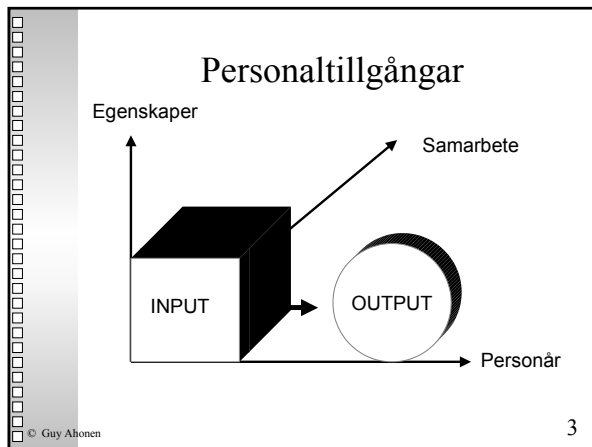 Personaltillgångar
Egenskaper
Samarbete
INPUT
OUTPUT
Personår
© Guy Ahonen
3